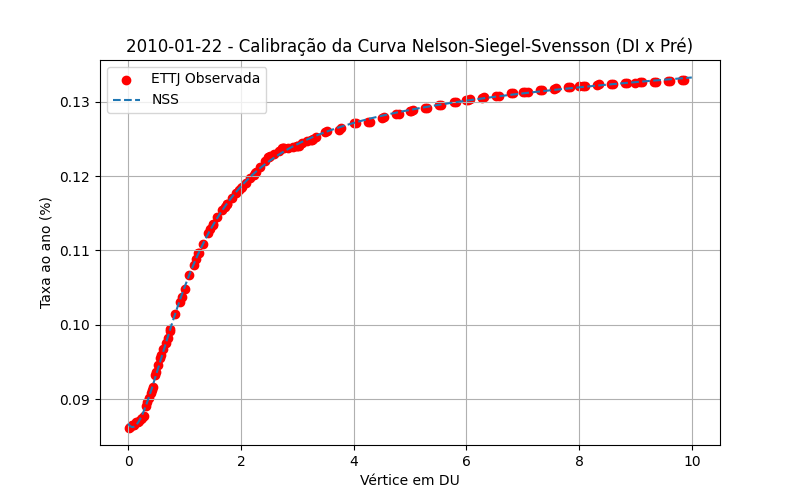 2010-01-22 - Calibração da Curva Nelson-Siegel-Svensson (DI x Pré)
ETTJ Observada
NSS
Taxa ao ano (%)
0.13
0.12
0.11
0.10
0.09
0 2 4 6 8 10
Vértice em DU